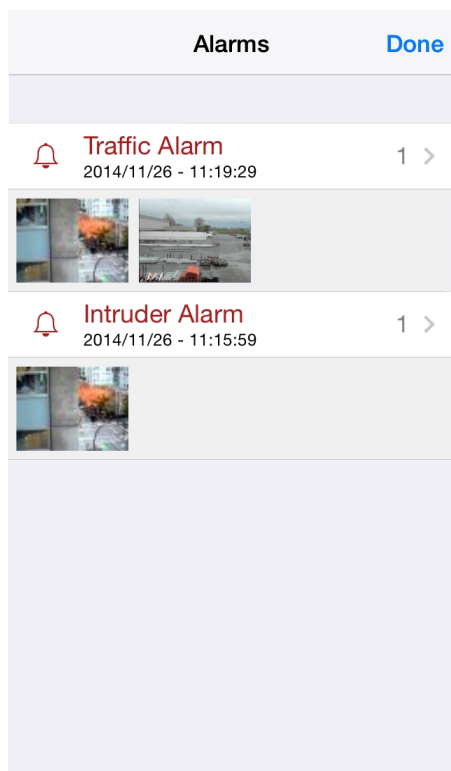 Alarms Done
Traffic Alarm 1
2014/11/26 - 11:19:29
Intruder Alarm 1
2014/11/26 - 11:15:59